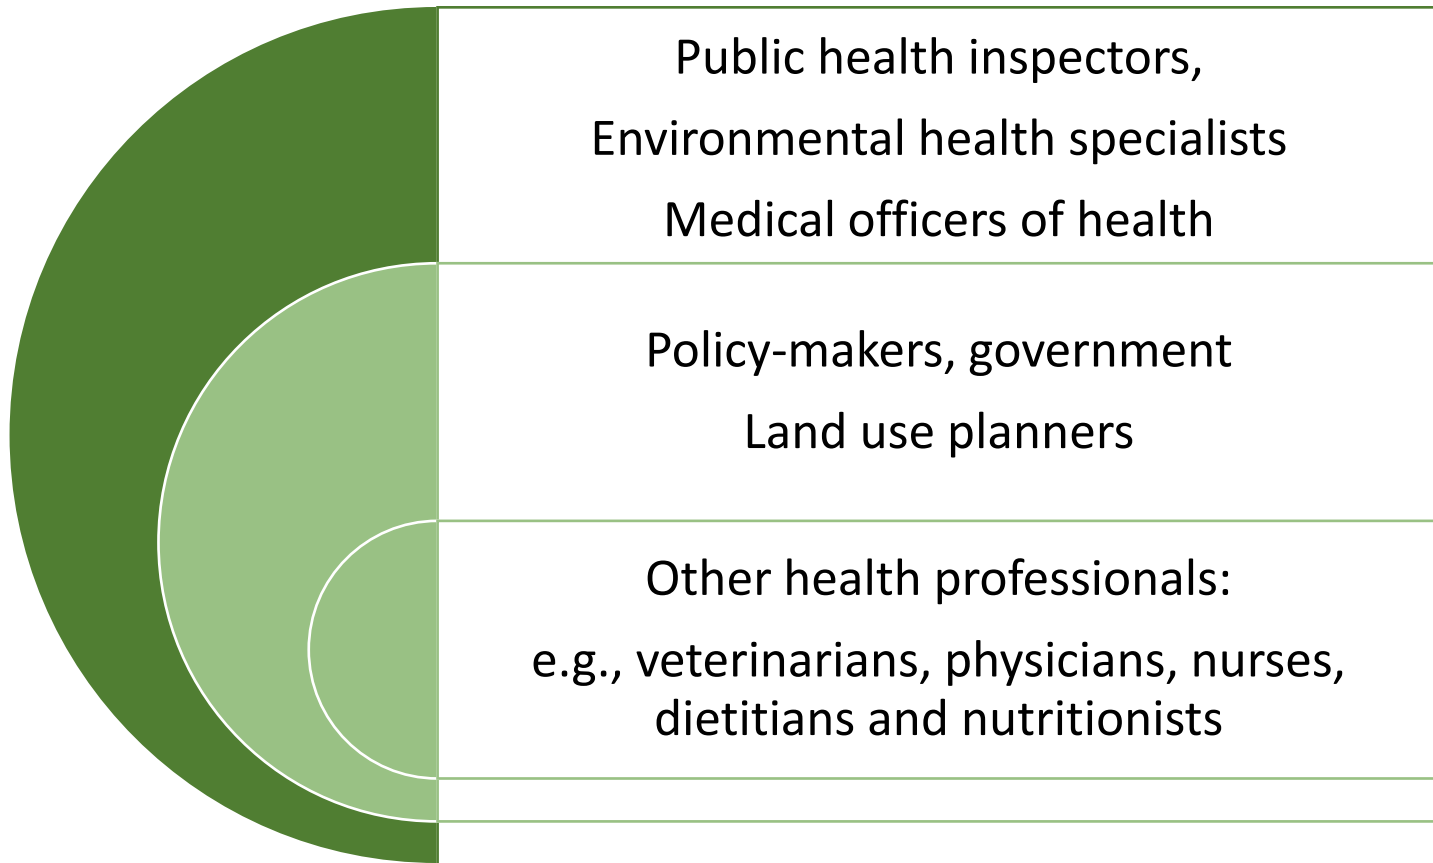 Public health inspectors,
Environmental health specialists
Medical officers of health
Policy-makers, government
Land use planners
Other health professionals:
e.g., veterinarians, physicians, nurses,
dietitians and nutritionists